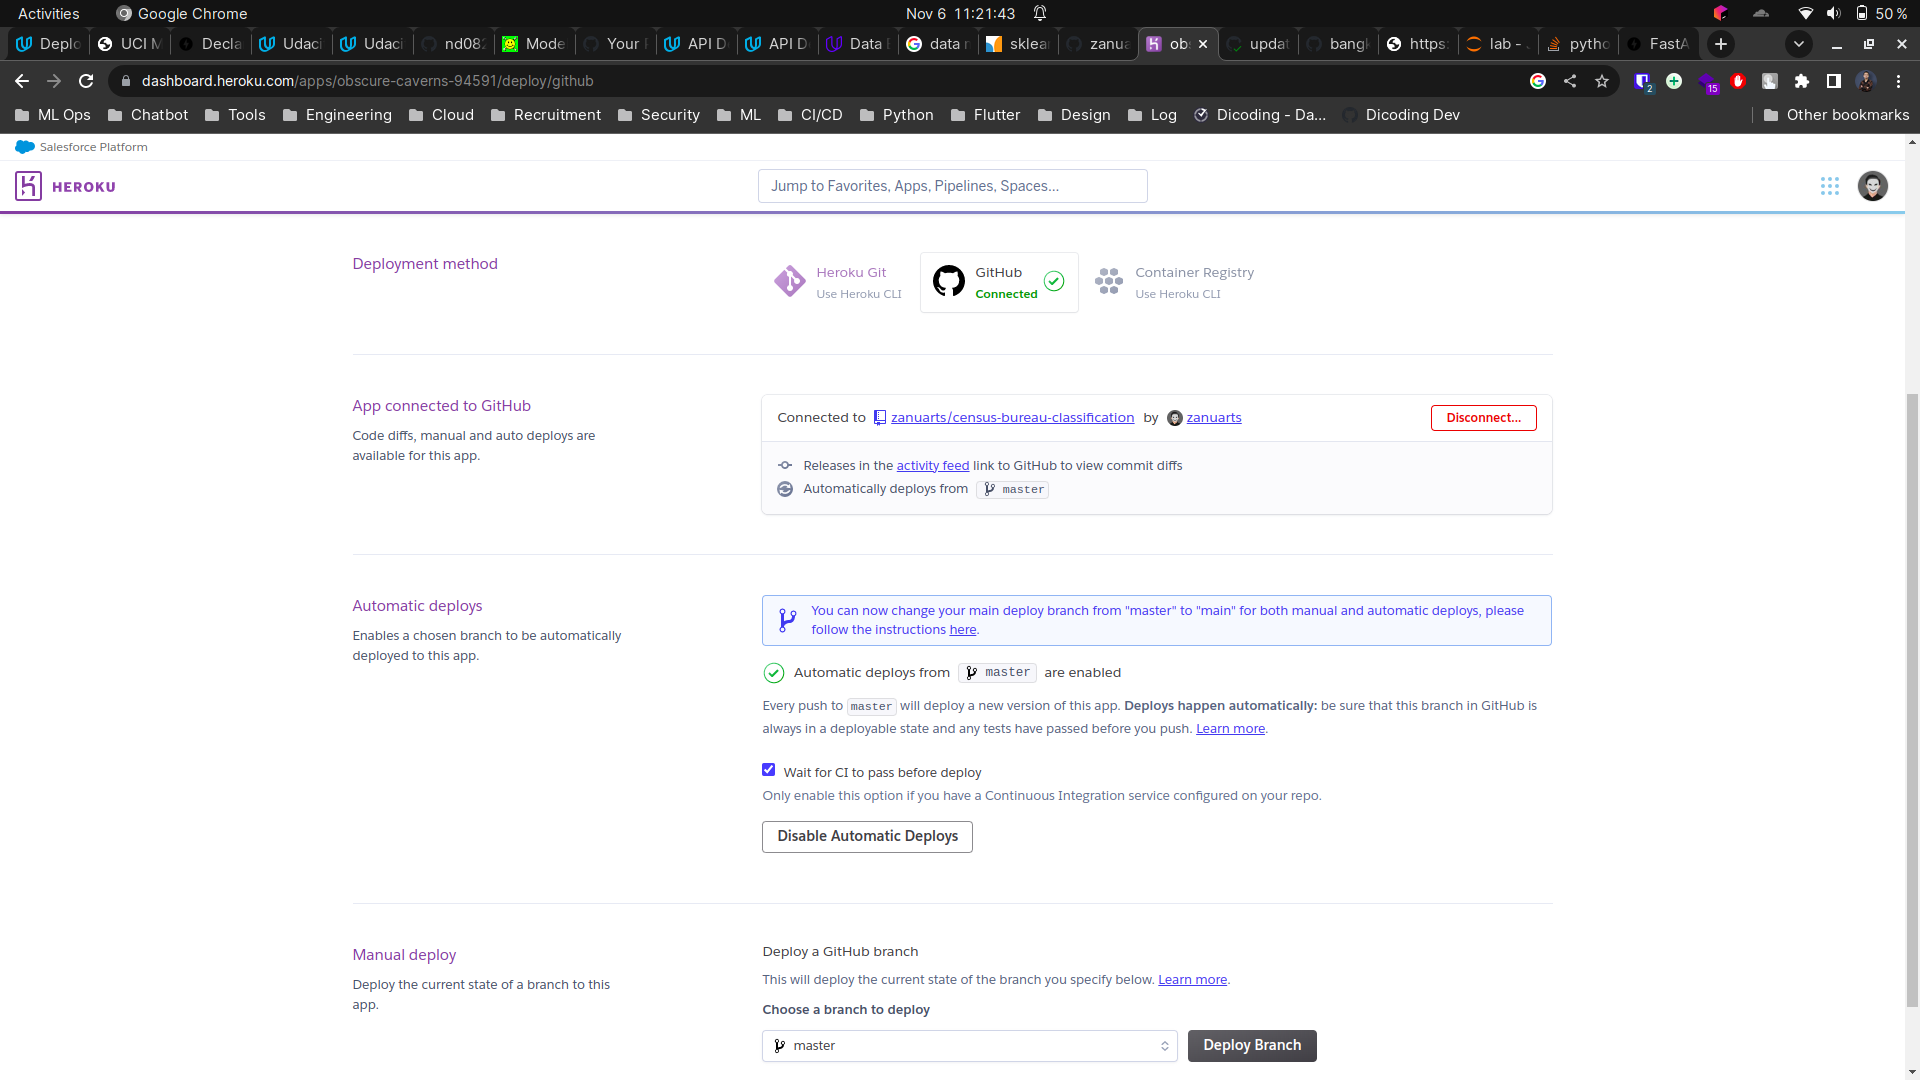 Activities
Google Chrome
Nov 6 11:21:43
50 %
Deplo
UCI M
Decla
Udaci
Udaci
nd082
Mode
Your
API D
API D
Data E
data
sklea
zanua
ob
updat
bangk
https:
lab -
pytho
FastA
dashboard.heroku.com/apps/obscure-caverns-94591/deploy/github
2
15
ML Ops
Chatbot
Tools
Engineering
Cloud
Recruitment
Security
ML
CI/CD
Python
Flutter
Design
Log
Dicoding - Da...
Dicoding Dev
Other bookmarks
Salesforce Platform
HEROKU
Jump to Favorites, Apps, Pipelines, Spaces...
Deployment method
Heroku Git
Use Heroku CLI
GitHub
Connected
Container Registry
Use Heroku CLI
App connected to GitHub
Code diffs, manual and auto deploys are
available for this app.
Connected to zanuarts/census-bureau-classification by zanuarts
Disconnect...
Releases in the activity feed link to GitHub to view commit diffs
Automatically deploys from master
Automatic deploys
Enables a chosen branch to be automatically
deployed to this app.
You can now change your main deploy branch from "master" to "main" for both manual and automatic deploys, please
follow the instructions here.
Automatic deploys from master are enabled
Every push to master will deploy a new version of this app. Deploys happen automatically: be sure that this branch in GitHub is
always in a deployable state and any tests have passed before you push. Learn more.
Wait for CI to pass before deploy
Only enable this option if you have a Continuous Integration service configured on your repo.
Disable Automatic Deploys
Manual deploy
Deploy the current state of a branch to this
app.
Deploy a GitHub branch
This will deploy the current state of the branch you specify below. Learn more.
Choose a branch to deploy
master
Deploy Branch